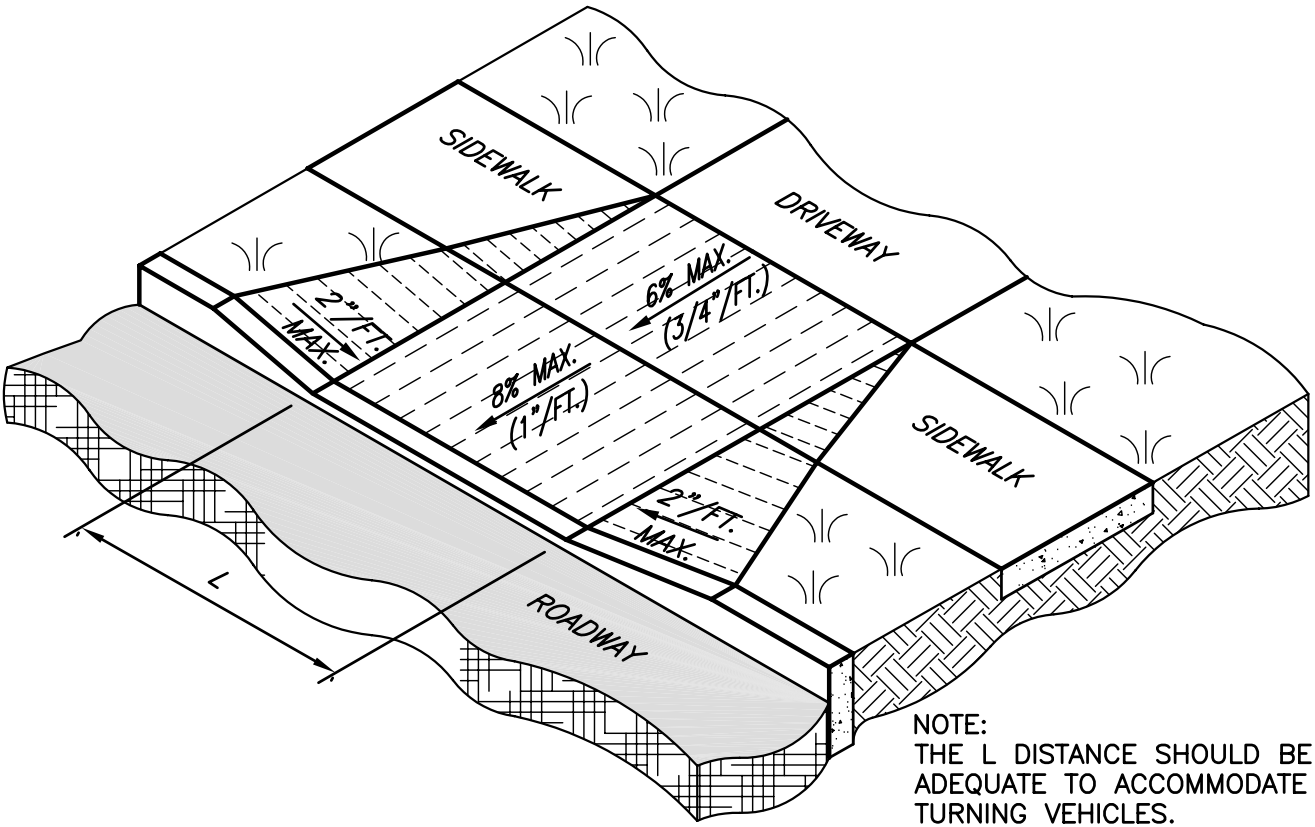 SIDEWALK
DRIVEWAY
6% MAX.
(3/4"/FT.)
2"/FT.
MAX.
8% MAX.
(1"/FT.)
SIDEWALK
2"/FT.
MAX.
L
ROADWAY
NOTE:
THE L DISTANCE SHOULD BE
ADEQUATE TO ACCOMMODATE
TURNING VEHICLES.